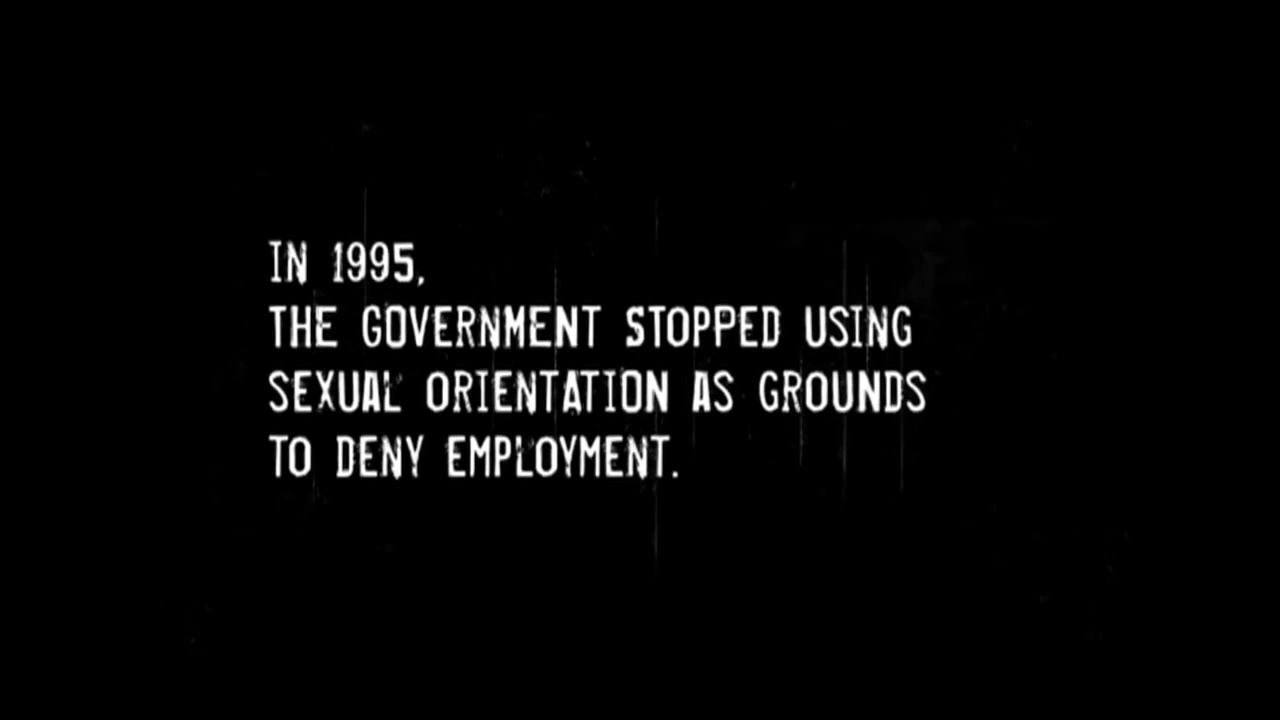 IN 1995,
THE GOVERNMENT STOPPED USING
SEXUAL ORIENTATION AS GROUNDS
TO DENY EMPLOYMENT.